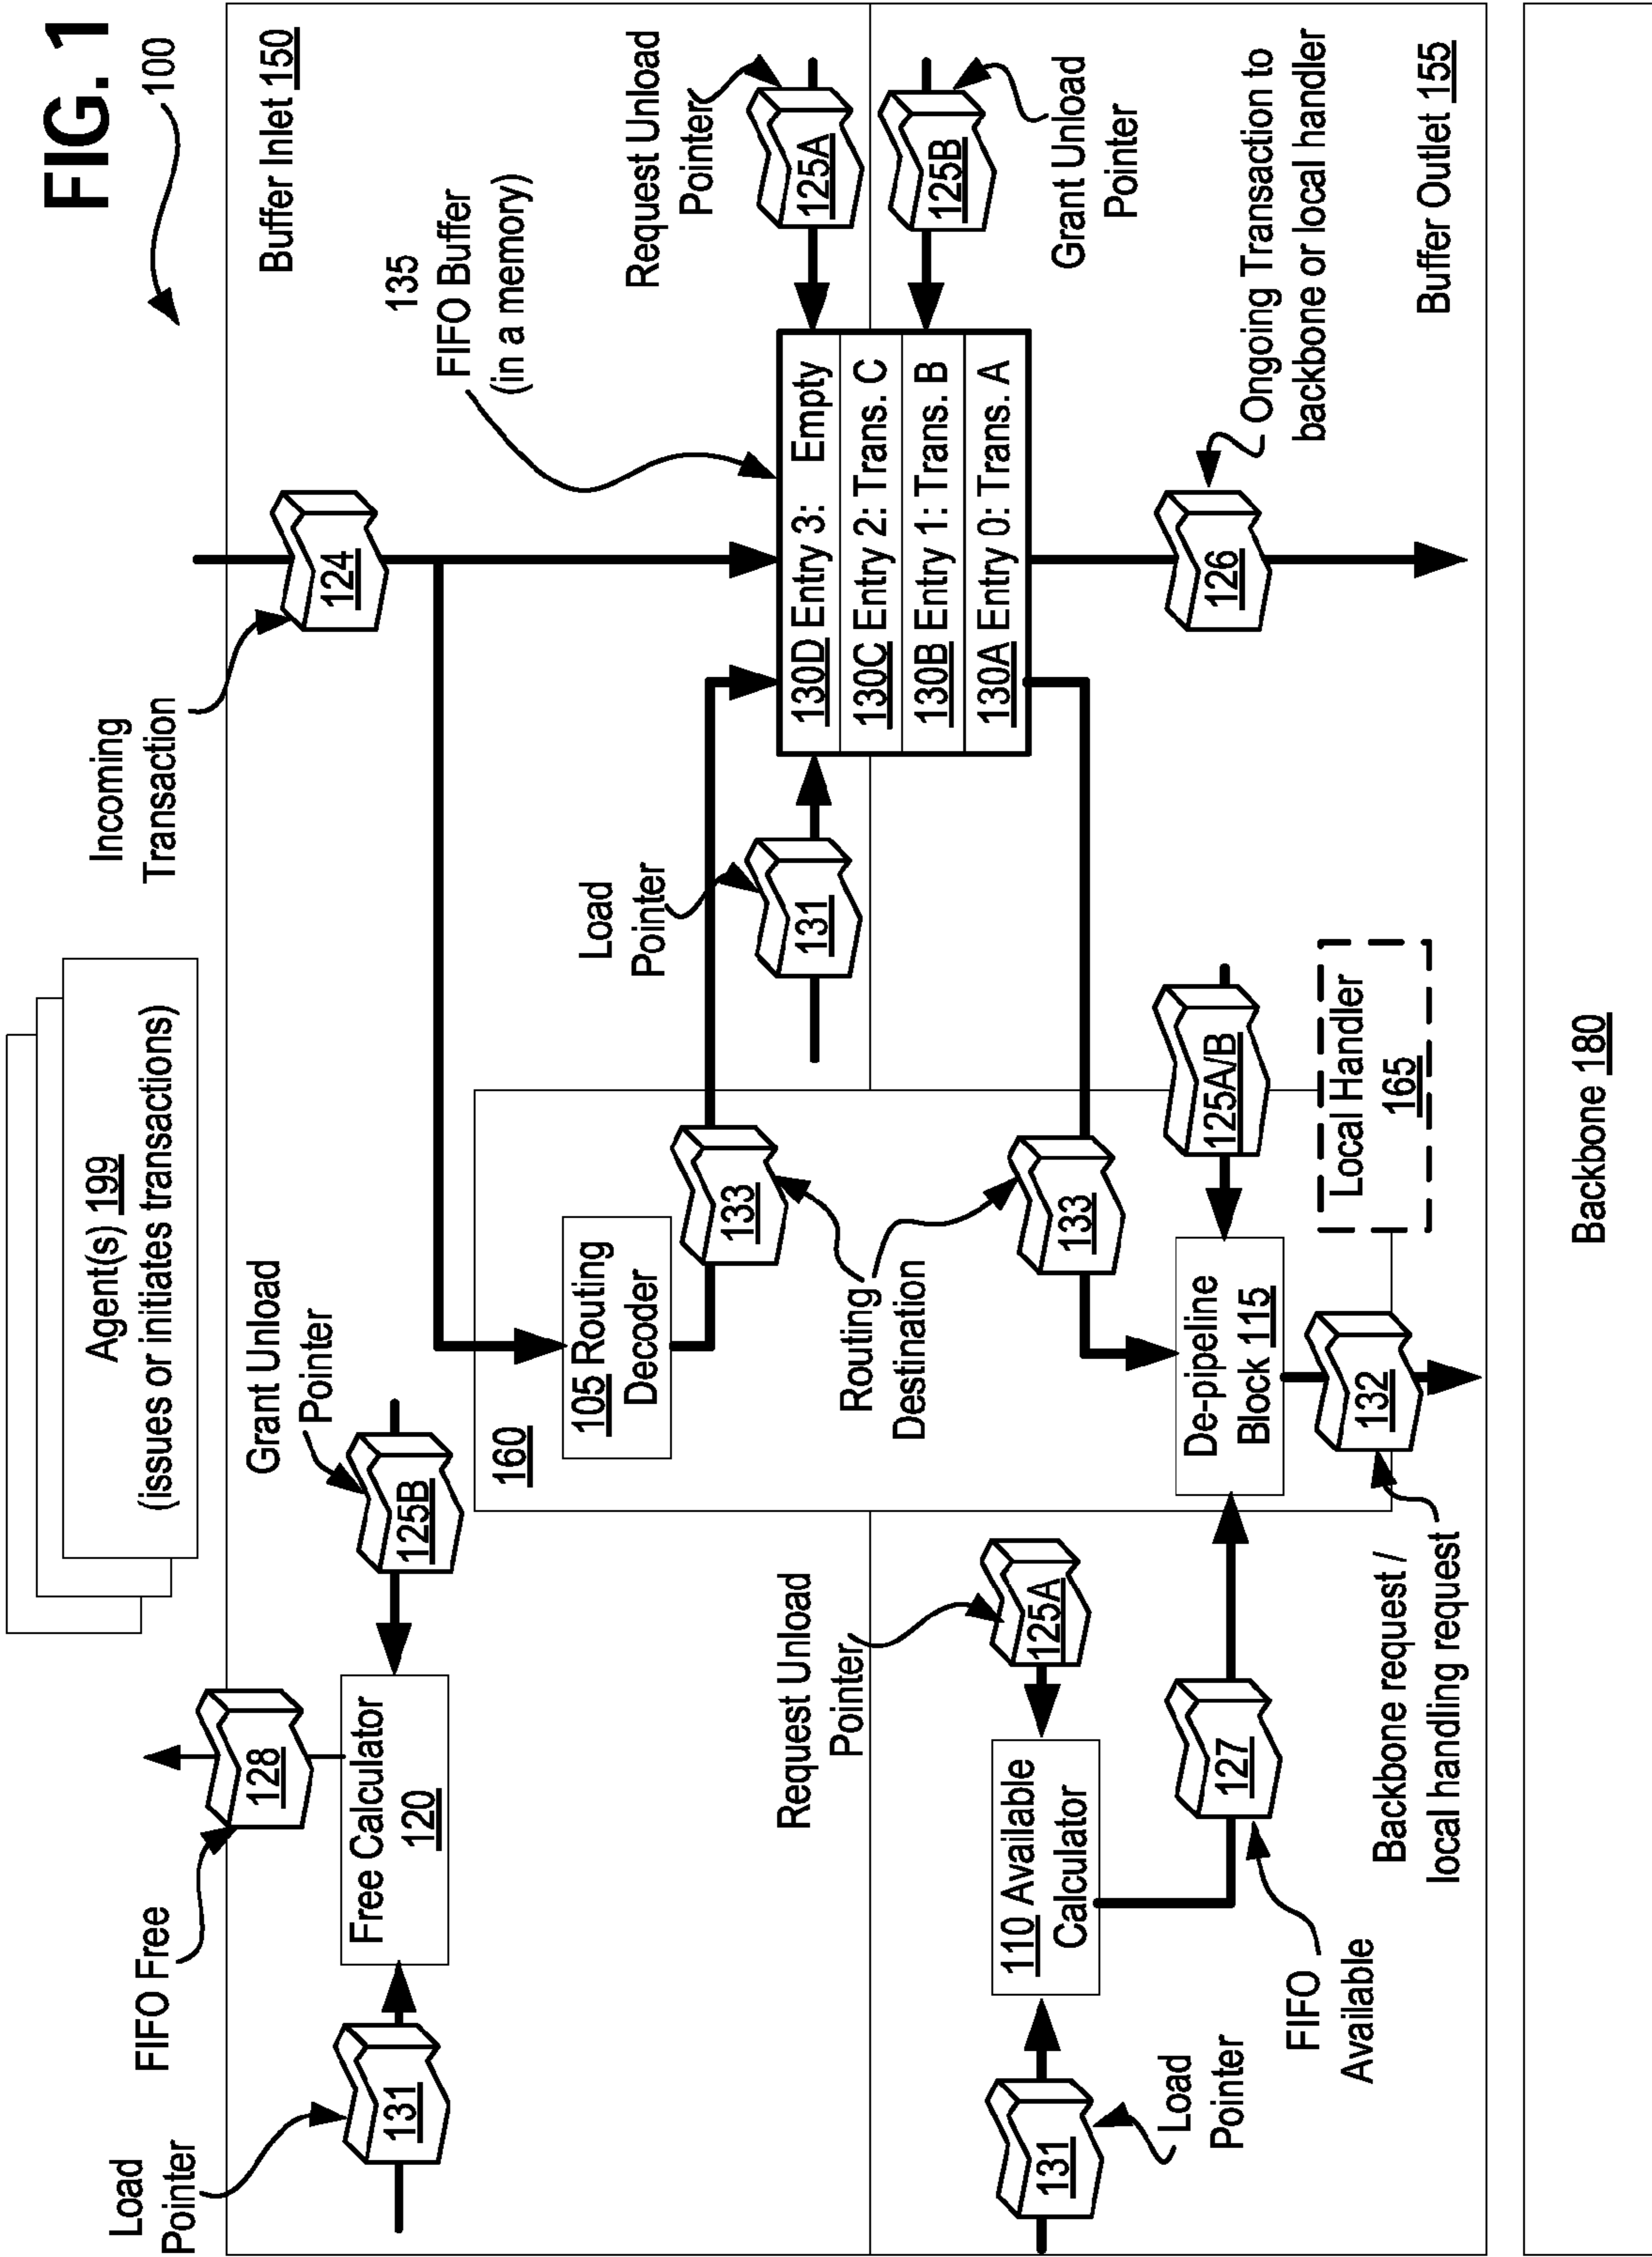 FIG. 1
100
Agent(s) 199
(issues or initiates transactions)
Incoming
Transaction
124
Buffer Inlet 150
Load
Pointer
131
FIFO Free
128
Free Calculator
120
Grant Unload
Pointer
125B
160
105 Routing
Decoder
133
Load
Pointer
131
135
FIFO Buffer
(in a memory)
Request Unload
Pointer
125A
130D Entry 3: Empty
130C Entry 2: Trans. C
130B Entry 1: Trans. B
130A Entry 0: Trans. A
125B
Grant Unload
Pointer
Routing
Destination
133
Request Unload
Pointer
125A
110 Available
Calculator
131
Load
Pointer
127
FIFO
Available
De-pipeline
Block 115
125A/B
Local Handler
165
132
Backbone request /
local handling request
126
Ongoing Transaction to
backbone or local handler
Buffer Outlet 155
Backbone 180